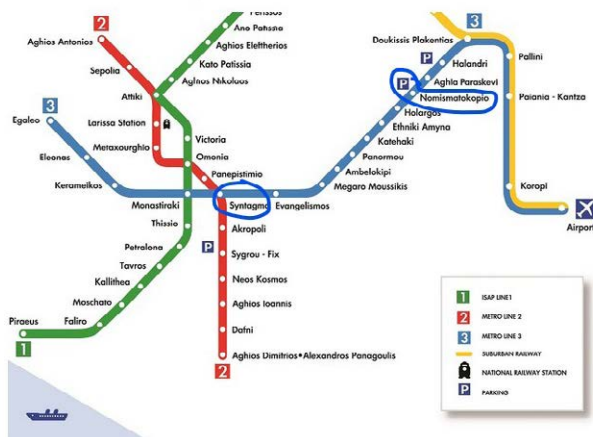 Perissos
Ano Patissia
Aghios Eleftherios
Kato Patissia
Aghios Nikolaos
2
Aghios Antonios
Sepolia
Attiki
Larissa Station
Metaxourghio
Victoria
Omonia
Panepistimio
3
Egaleo
Eleonas
Kerameikos
Monastiraki
Syntagma
Evangelismos
Megaro Moussikis
Ambelokipi
Panormou
Katehaki
Ethniki Amyna
Holargos
Nomismatokopio
P
Aghia Paraskevi
P
Halandri
Doukissis Plakentias
3
Pallini
Paiania - Kantza
Koropi
Airport
Thissio
Petralona
Tavros
Kallithea
Moschato
Faliro
Piraeus
1
Akropoli
P
Sygrou - Fix
Neos Kosmos
Aghios Ioannis
Dafni
Aghios Dimitrios•Alexandros Panagoulis
2
1 ISAP LINE1
2 METRO LINE 2
3 METRO LINE 3
SUBURBAN RAILWAY
NATIONAL RAILWAY STATION
P PARKING